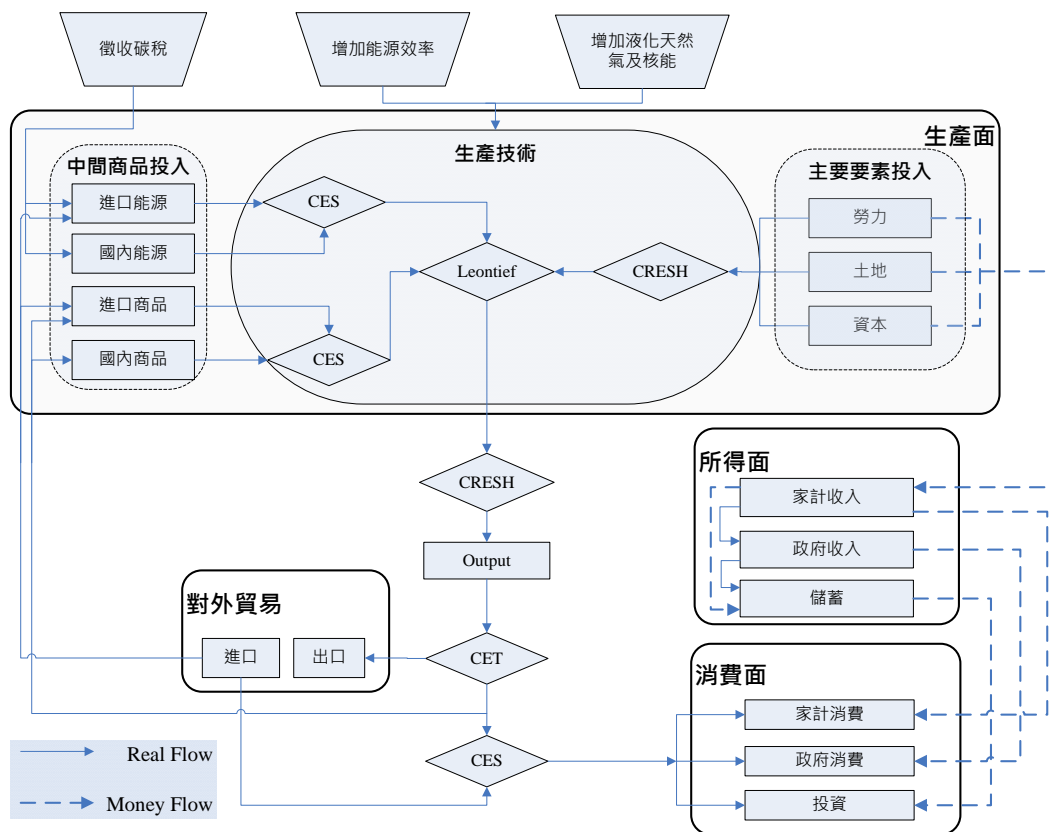 徵收碳稅
增加能源效率
增加液化天然
氣及核能
生產面
中間商品投入
生產技術
主要要素投入
進口能源
CES
勞力
國內能源
Leontief
CRESH
土地
進口商品
資本
國內商品
CES
所得面
CRESH
家計收入
Output
政府收入
對外貿易
儲蓄
進口
出口
CET
消費面
家計消費
Real Flow
CES
政府消費
Money Flow
投資